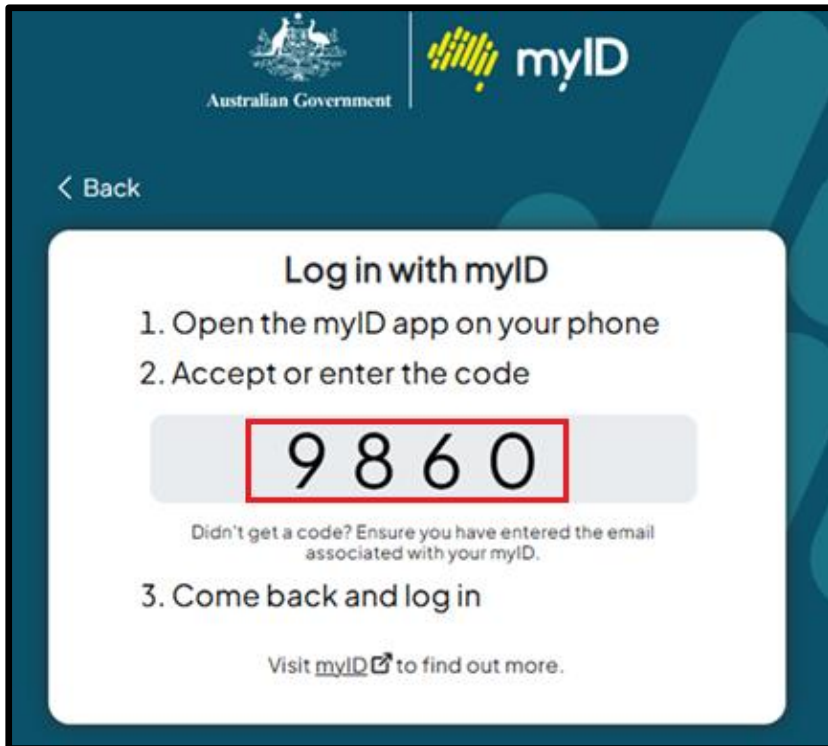 Australian Government
myID
< Back
Log in with myID
1. Open the myID app on your phone
2. Accept or enter the code
9 8 6 0
Didn't get a code? Ensure you have entered the email
associated with your myID.
3. Come back and log in
Visit myID to find out more.